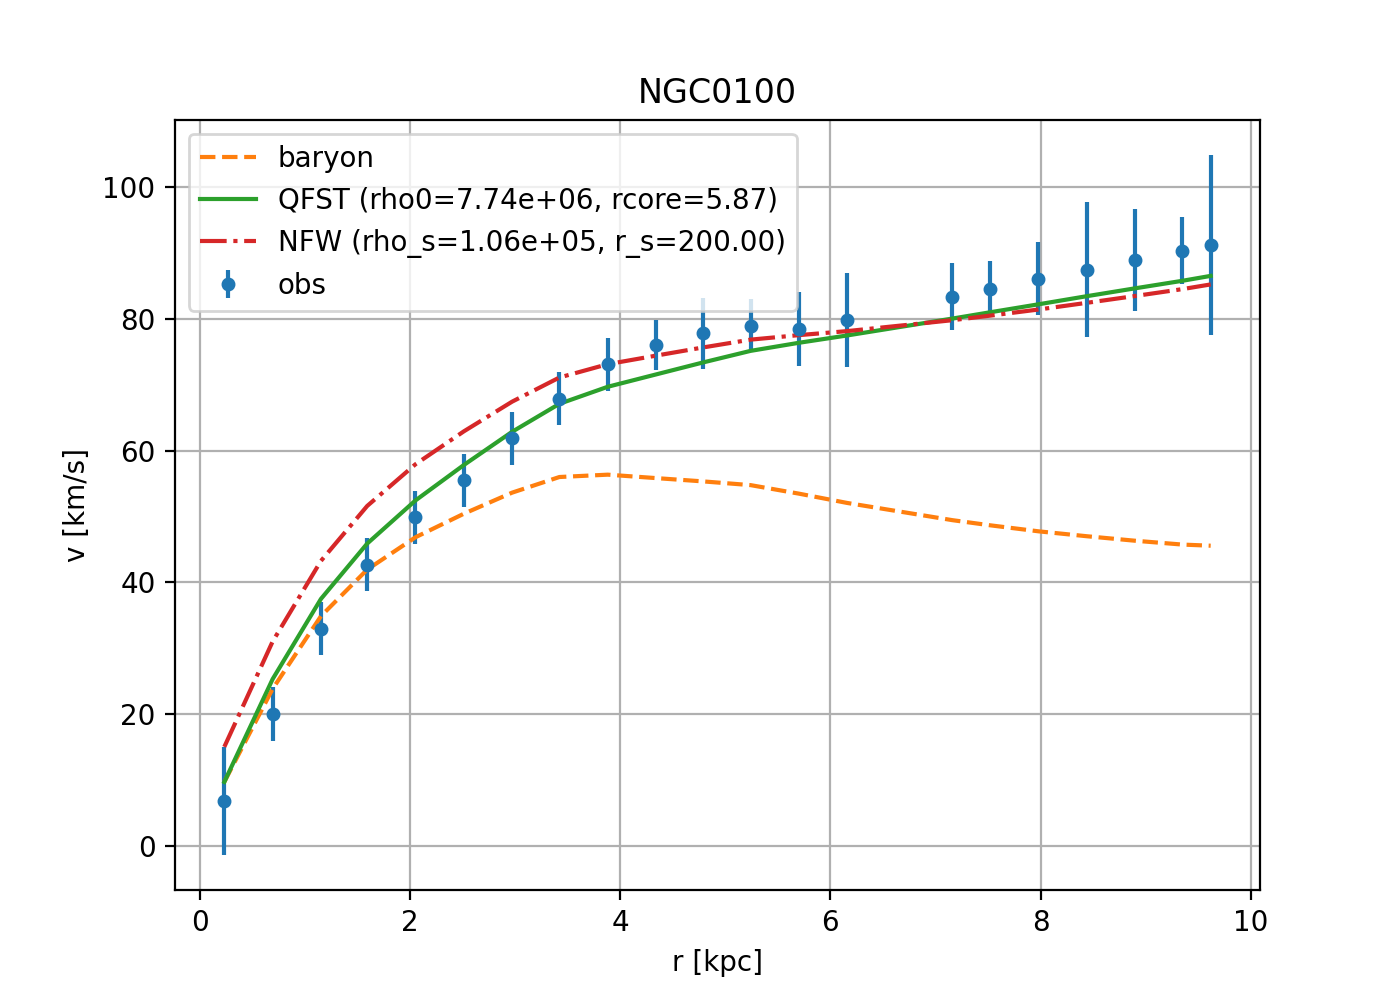 NGC0100
baryon
QFST (rho0=7.74e+06, rcore=5.87)
NFW (rho_s=1.06e+05, r_s=200.00)
obs
100
80
60
40
20
0
v [km/s]
0 2 4 6 8 10
r [kpc]